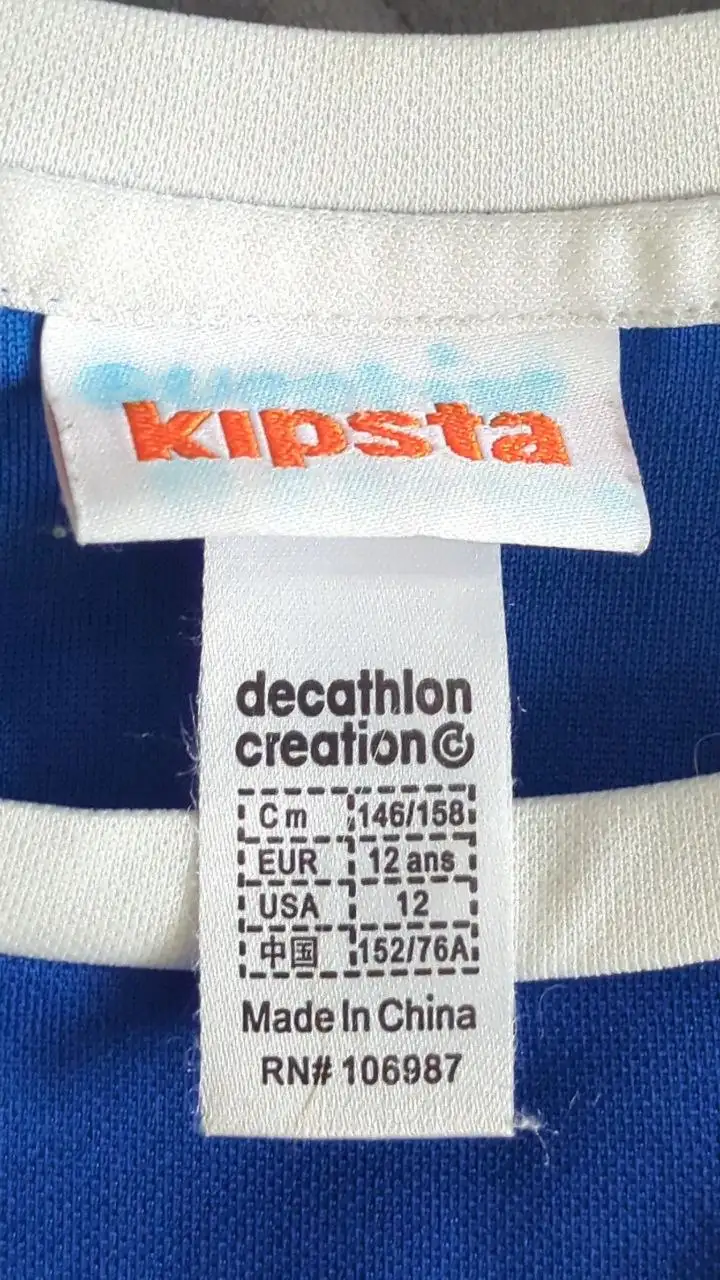 kipsta
decathlon
creation
Cm 146/158
EUR 12 ans
USA 12
中国 152/76A
Made In China
RN# 106987